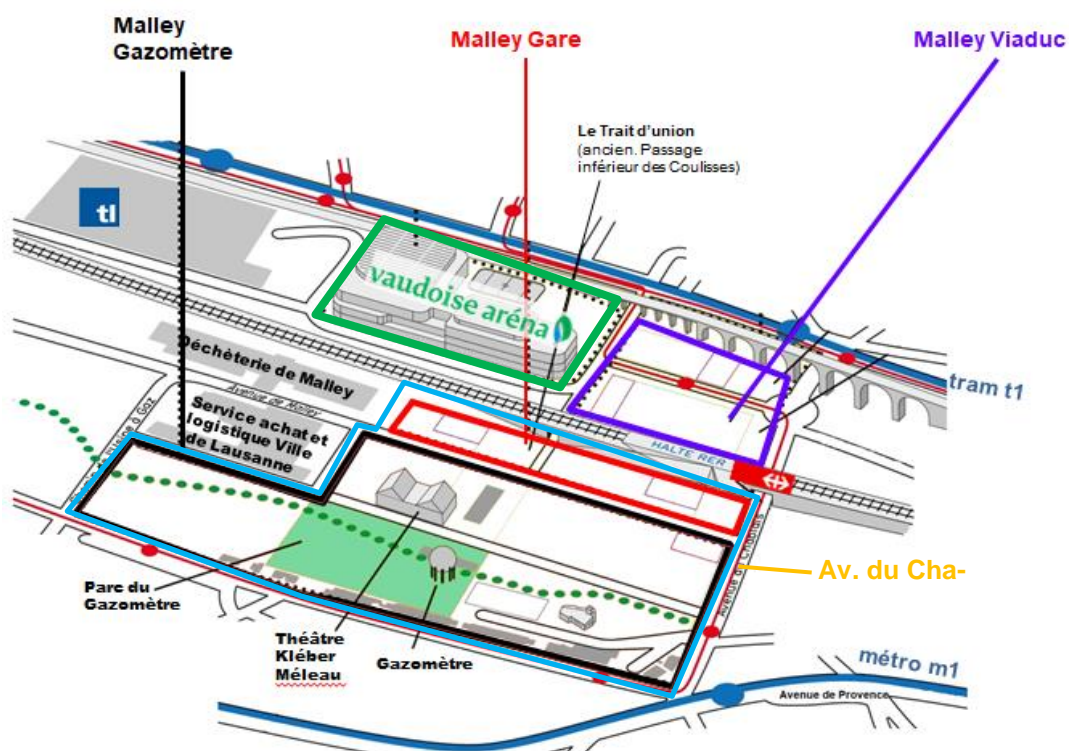 Malley
Gazomètre
Malley Gare
Malley Viaduc
Le Trait d'union
(ancien. Passage
inférieur des Coulisses)
tl
vaudoise aréna
tram t1
Déchèterie de Malley
Avenue de Malley
Service achat et
logistique Ville
de Lausanne
HALTE RER
Avenue du Chablais
Av. du Cha-
Parc du
Gazomètre
Théâtre
Kléber
Méleau
Gazomètre
métro m1
Avenue de Provence